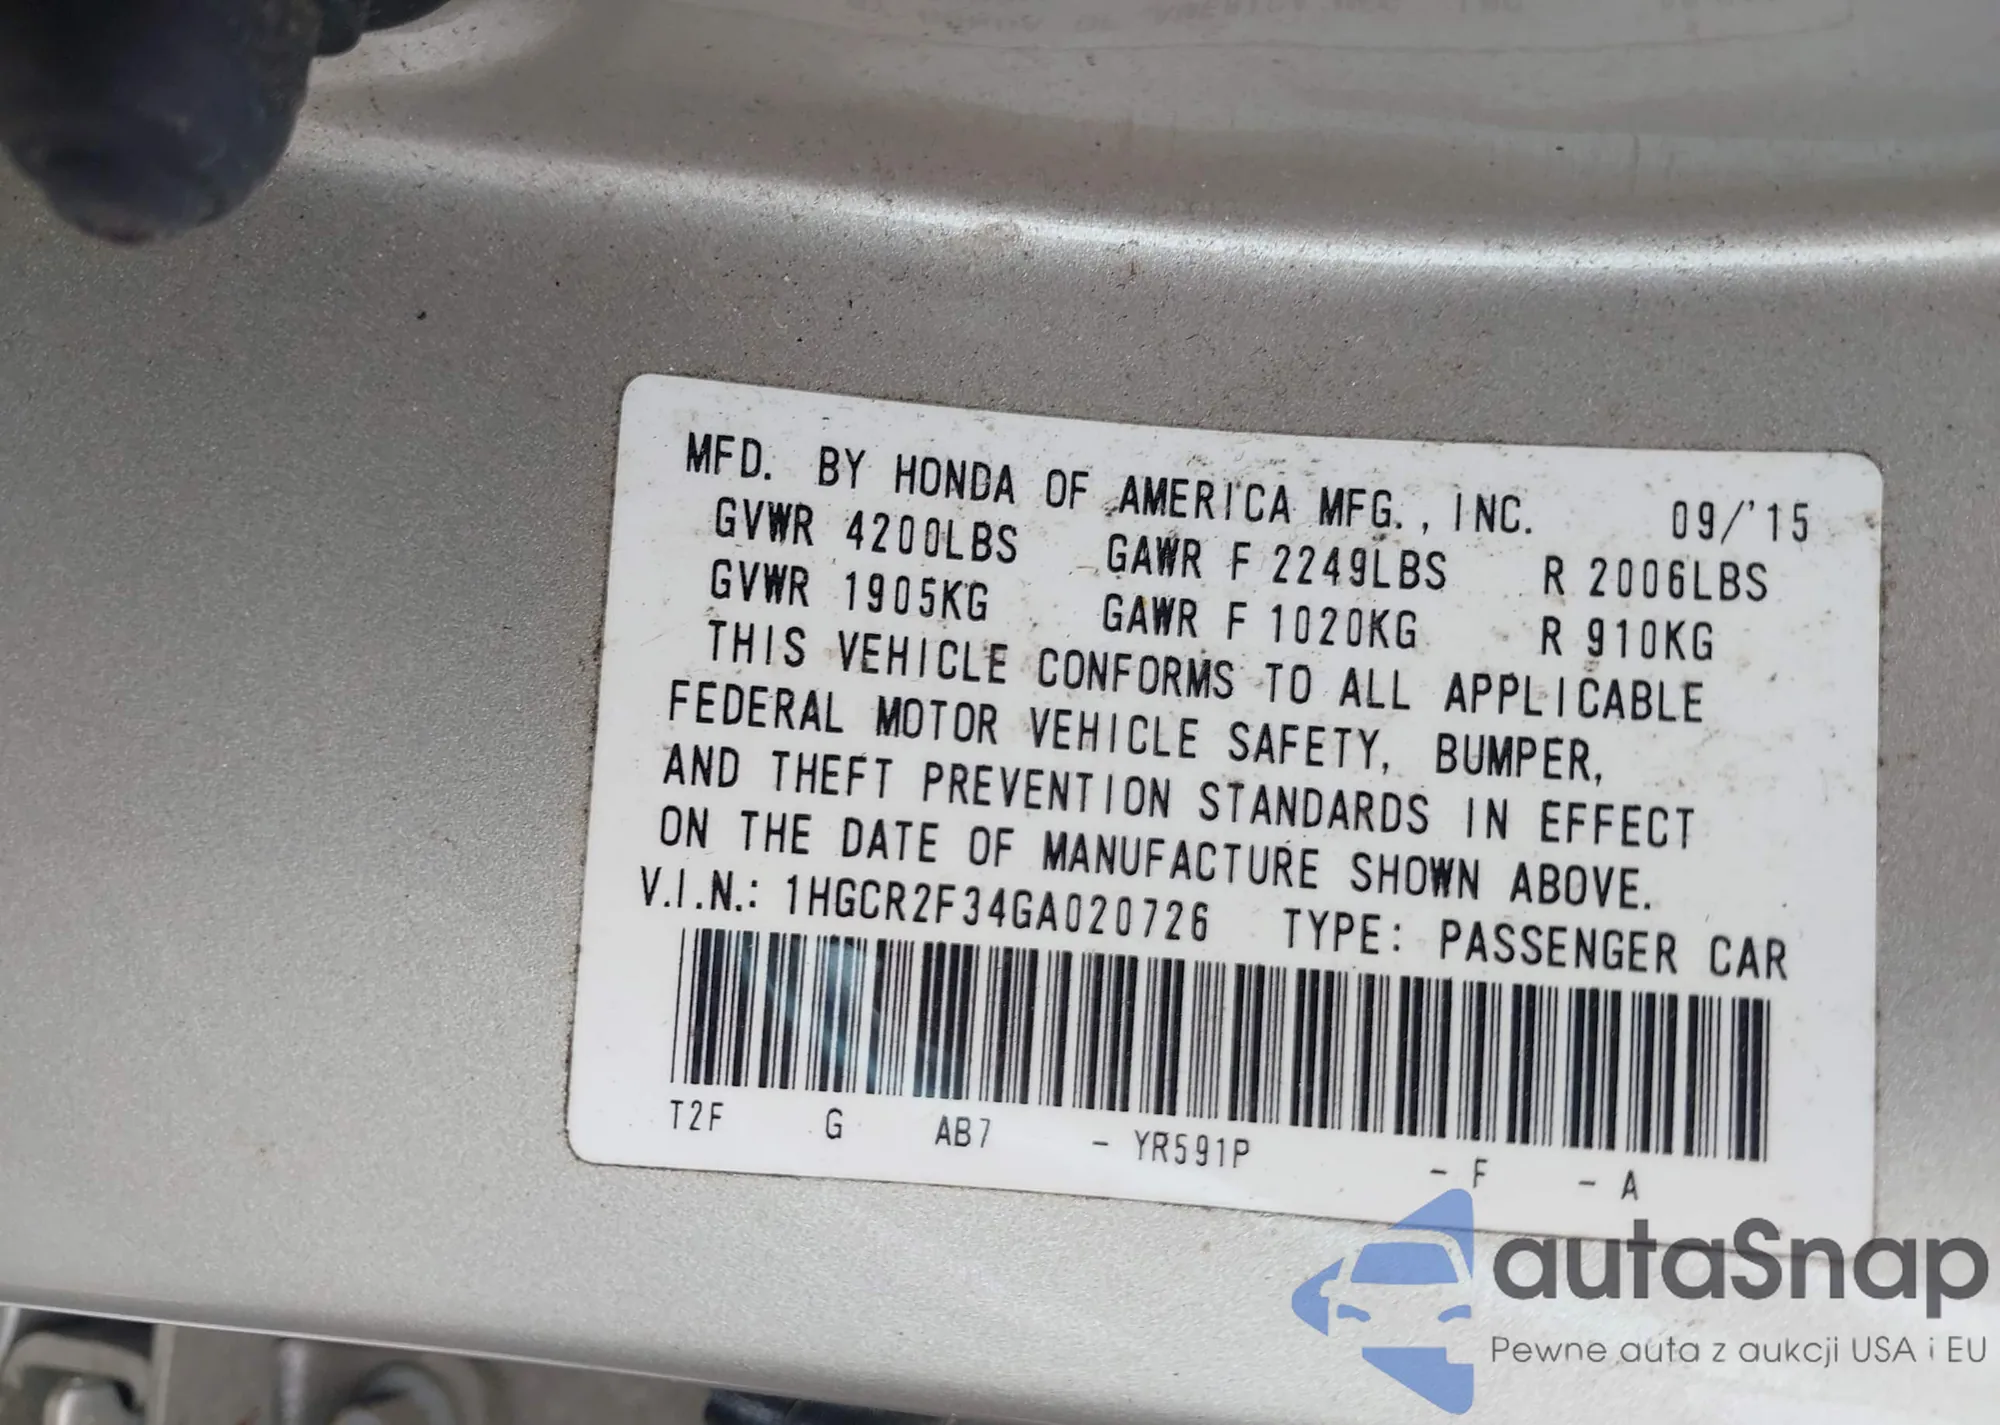 MFD. BY HONDA OF AMERICA MFG., INC. 09/'15
GVWR 4200LBS GAWR F 2249LBS R 2006LBS
GVWR 1905KG GAWR F 1020KG R 910KG
THIS VEHICLE CONFORMS TO ALL APPLICABLE
FEDERAL MOTOR VEHICLE SAFETY, BUMPER,
AND THEFT PREVENTION STANDARDS IN EFFECT
ON THE DATE OF MANUFACTURE SHOWN ABOVE.
V.I.N.: 1HGCR2F34GA020726 TYPE: PASSENGER CAR
T2F G AB7 - YR591P - F - A
autaSnap
Pewne auta z aukcji USA i EU